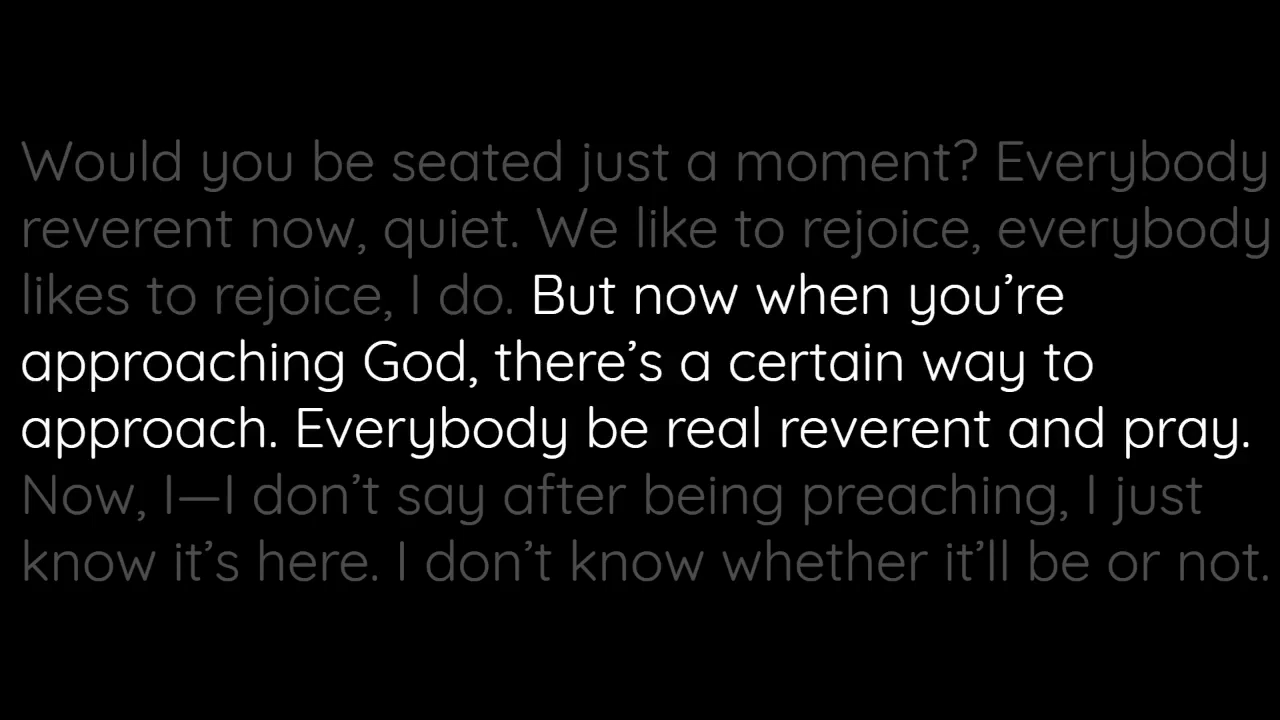 Would you be seated just a moment? Everybody
reverent now, quiet. We like to rejoice, everybody
likes to rejoice, I do. But now when you’re
approaching God, there’s a certain way to
approach. Everybody be real reverent and pray.
Now, I—I don’t say after being preaching, I just
know it’s here. I don’t know whether it’ll be or not.